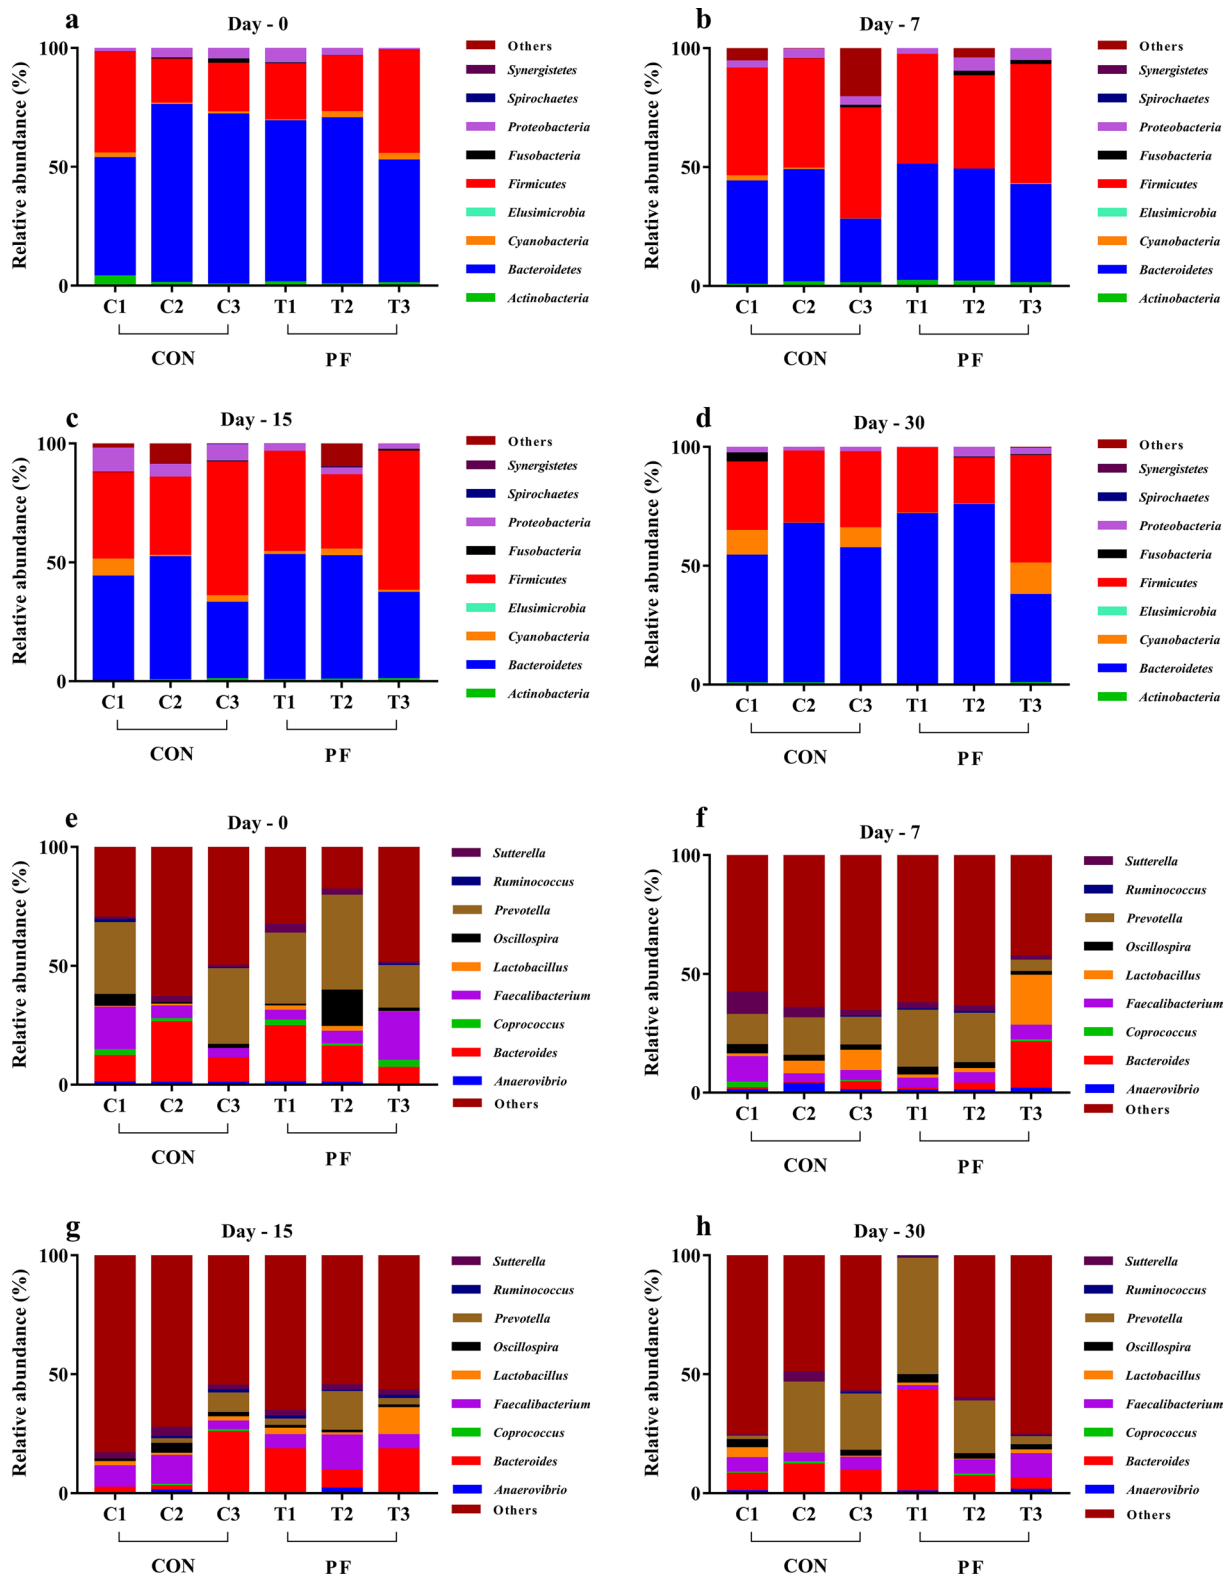 a
Day - 0
Relative abundance (%)
100
50
0
C1 C2 C3 T1 T2 T3
CON PF
Others
Synergistetes
Spirochaetes
Proteobacteria
Fusobacteria
Firmicutes
Elusimicrobia
Cyanobacteria
Bacteroidetes
Actinobacteria
b
Day - 7
Relative abundance (%)
100
50
0
C1 C2 C3 T1 T2 T3
CON PF
Others
Synergistetes
Spirochaetes
Proteobacteria
Fusobacteria
Firmicutes
Elusimicrobia
Cyanobacteria
Bacteroidetes
Actinobacteria
c
Day - 15
Relative abundance (%)
100
50
0
C1 C2 C3 T1 T2 T3
CON PF
Others
Synergistetes
Spirochaetes
Proteobacteria
Fusobacteria
Firmicutes
Elusimicrobia
Cyanobacteria
Bacteroidetes
Actinobacteria
d
Day - 30
Relative abundance (%)
100
50
0
C1 C2 C3 T1 T2 T3
CON PF
Others
Synergistetes
Spirochaetes
Proteobacteria
Fusobacteria
Firmicutes
Elusimicrobia
Cyanobacteria
Bacteroidetes
Actinobacteria
e
Day - 0
Relative abundance (%)
100
50
0
C1 C2 C3 T1 T2 T3
CON PF
Sutterella
Ruminococcus
Prevotella
Oscillospira
Lactobacillus
Faecalibacterium
Coprococcus
Bacteroides
Anaerovibrio
Others
f
Day - 7
Relative abundance (%)
100
50
0
C1 C2 C3 T1 T2 T3
CON PF
Sutterella
Ruminococcus
Prevotella
Oscillospira
Lactobacillus
Faecalibacterium
Coprococcus
Bacteroides
Anaerovibrio
Others
g
Day - 15
Relative abundance (%)
100
50
0
C1 C2 C3 T1 T2 T3
CON PF
Sutterella
Ruminococcus
Prevotella
Oscillospira
Lactobacillus
Faecalibacterium
Coprococcus
Bacteroides
Anaerovibrio
Others
h
Day - 30
Relative abundance (%)
100
50
0
C1 C2 C3 T1 T2 T3
CON PF
Sutterella
Ruminococcus
Prevotella
Oscillospira
Lactobacillus
Faecalibacterium
Coprococcus
Bacteroides
Anaerovibrio
Others